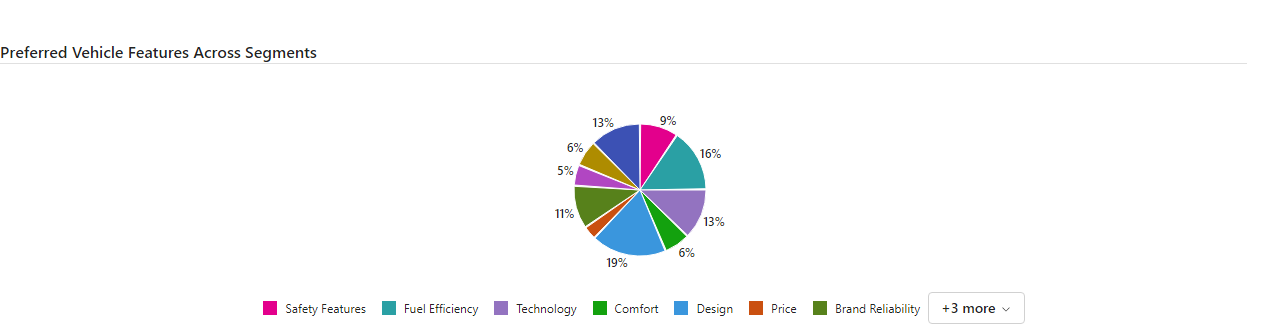 Preferred Vehicle Features Across Segments
13%
9%
6%
16%
5%
11%
13%
6%
19%
Safety Features
Fuel Efficiency
Technology
Comfort
Design
Price
Brand Reliability
+3 more